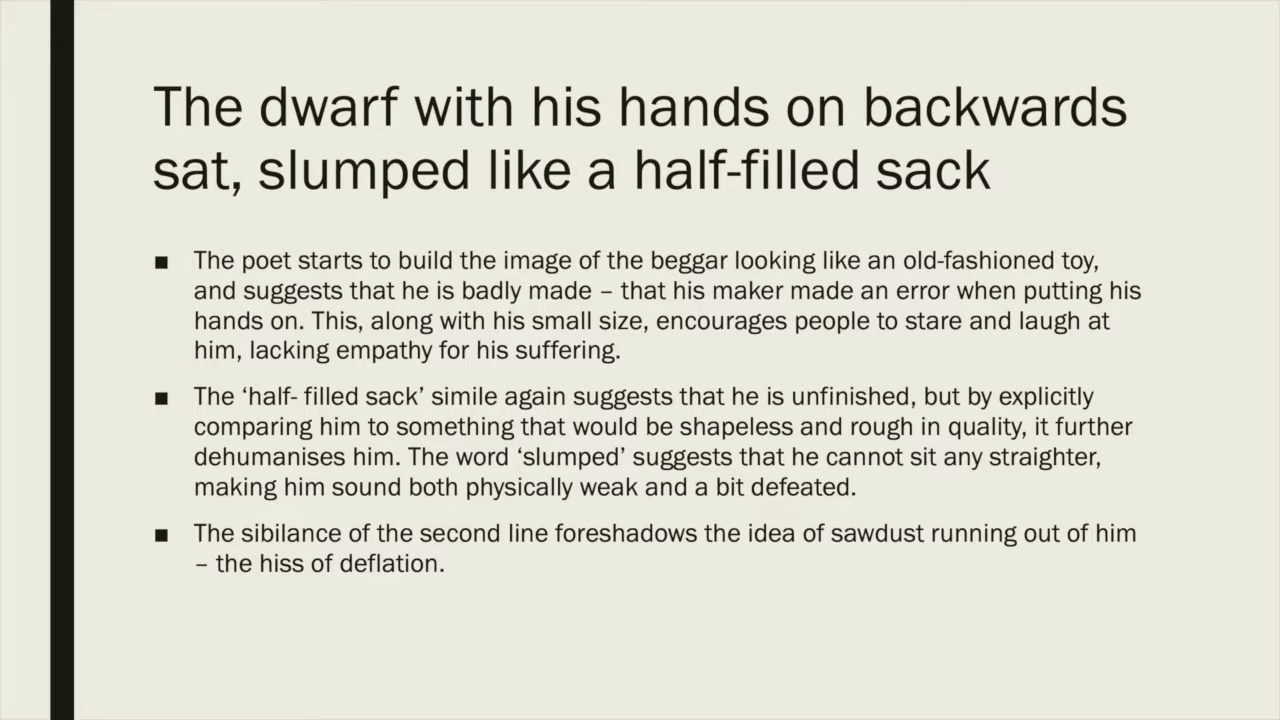 The dwarf with his hands on backwards
sat, slumped like a half-filled sack
■ The poet starts to build the image of the beggar looking like an old-fashioned toy,
and suggests that he is badly made – that his maker made an error when putting his
hands on. This, along with his small size, encourages people to stare and laugh at
him, lacking empathy for his suffering.
■ The ‘half- filled sack’ simile again suggests that he is unfinished, but by explicitly
comparing him to something that would be shapeless and rough in quality, it further
dehumanises him. The word ‘slumped’ suggests that he cannot sit any straighter,
making him sound both physically weak and a bit defeated.
■ The sibilance of the second line foreshadows the idea of sawdust running out of him
– the hiss of deflation.